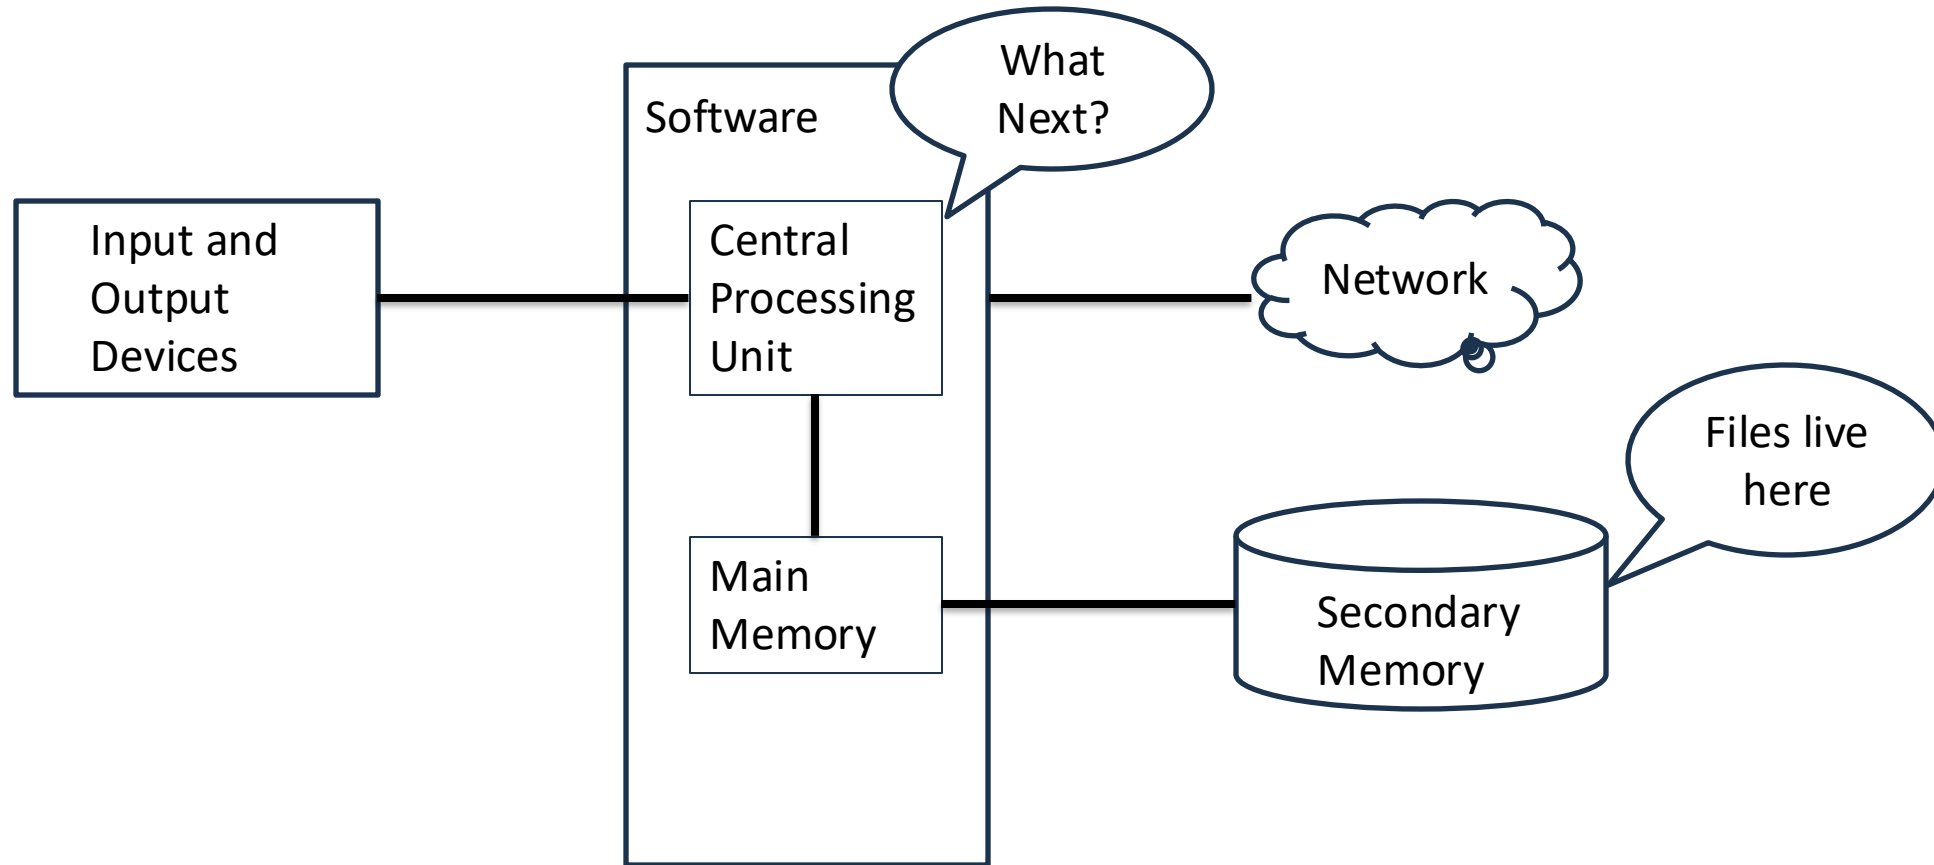 What
Next?
Software
Input and
Output
Devices
Central
Processing
Unit
Network
Files live
here
Main
Memory
Secondary
Memory